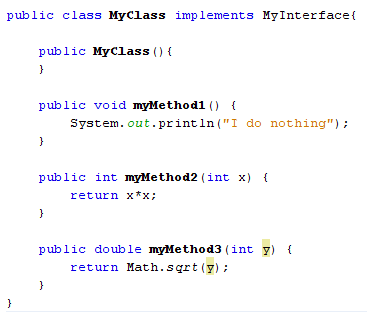 public class MyClass implements MyInterface{
public MyClass(){
}
public void myMethod1() {
System.out.println("I do nothing");
}
public int myMethod2(int x) {
return x*x;
}
public double myMethod3(int y) {
return Math.sqrt(y);
}
}